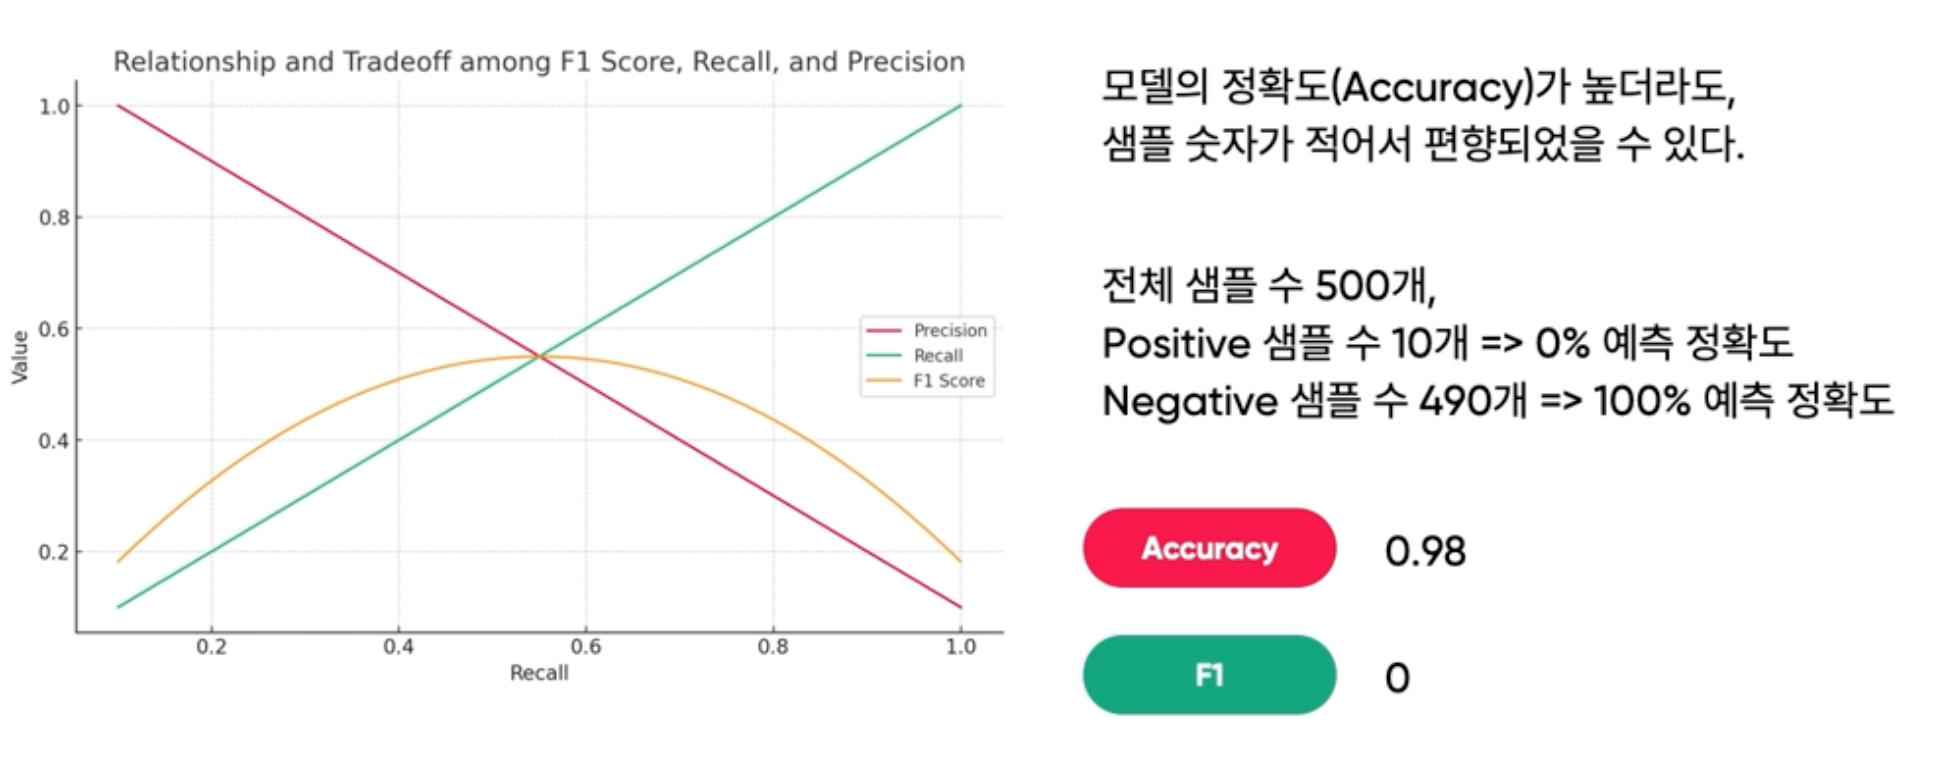 Relationship and Tradeoff among F1 Score, Recall, and Precision
1.0
0.8
0.6
0.4
0.2
Value
0.2
0.4
0.6
0.8
1.0
Recall
Precision
Recall
F1 Score
모델의 정확도(Accuracy)가 높더라도,
샘플 숫자가 적어서 편향되었을 수 있다.
전체 샘플 수 500개,
Positive 샘플 수 10개 => 0% 예측 정확도
Negative 샘플 수 490개 => 100% 예측 정확도
Accuracy 0.98
F1 0